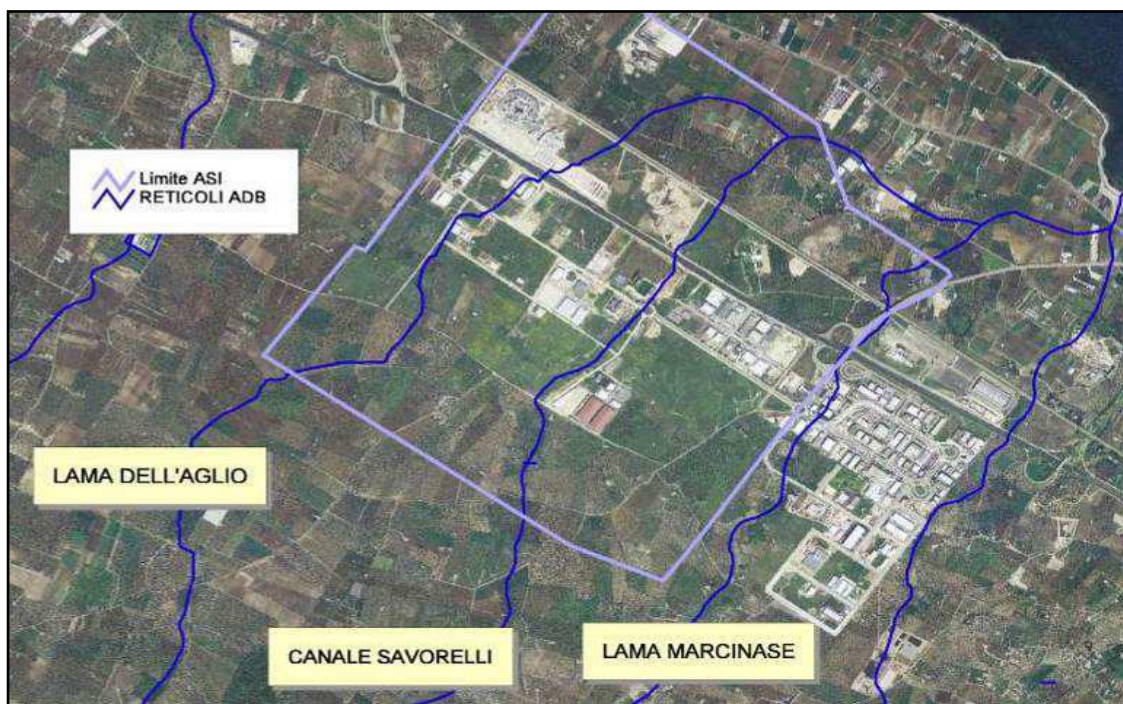 Limite ASI
RETICOLI ADB
LAMA DELL'AGLIO
CANALE SAVORELLI
LAMA MARCINASE